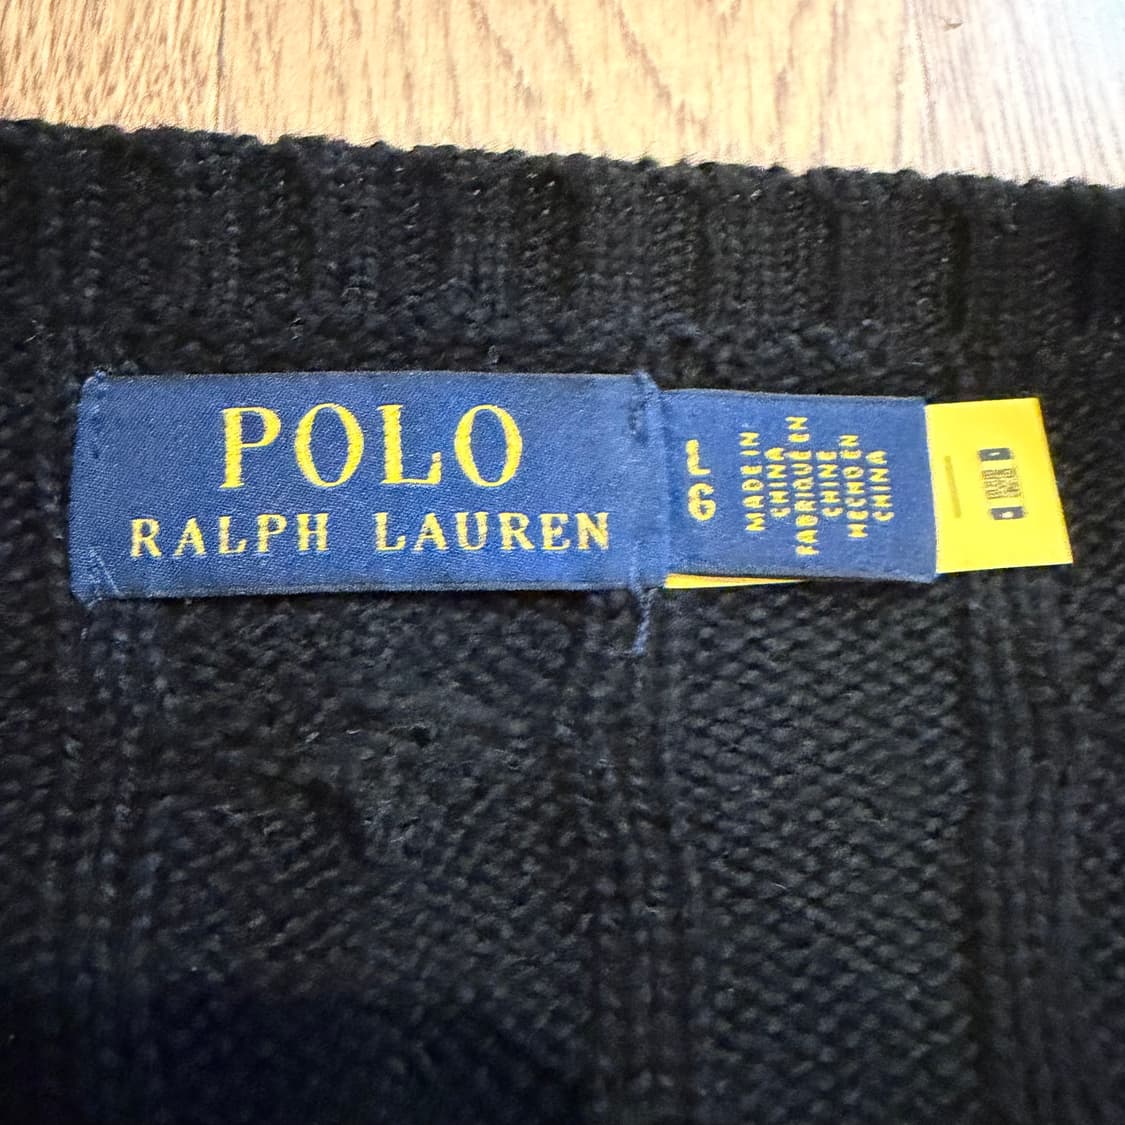 POLO
RALPH LAUREN
L
G
MADE IN
CHINA
FABRIQUÉ EN
CHINE
HECHO EN
CHINA